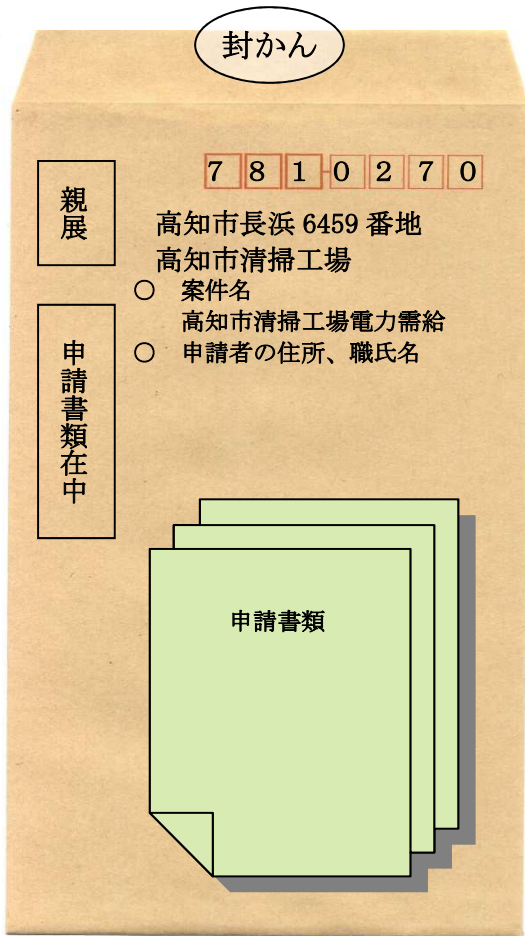 封かん
7810270
親展
高知市長浜 6459 番地
高知市清掃工場
○ 案件名
高知市清掃工場電力需給
○ 申請者の住所、職氏名
申請書類在中
申請書類